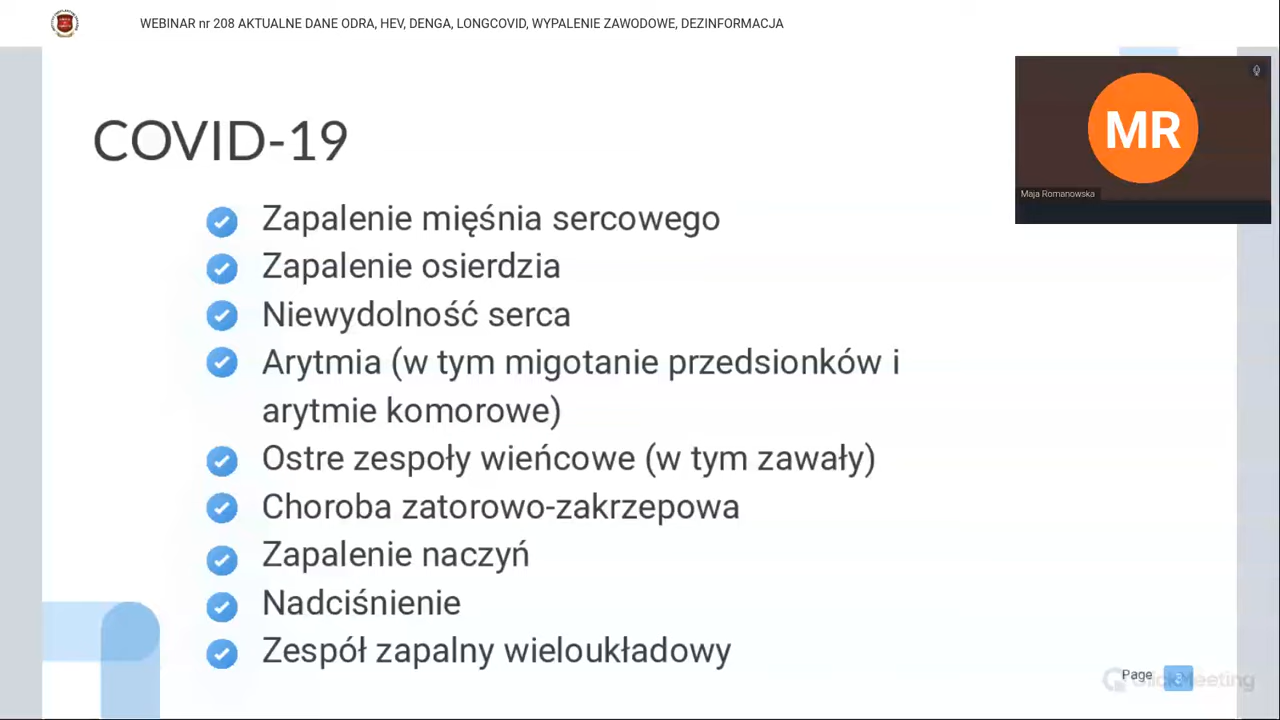 WEBINAR nr 208 AKTUALNE DANE ODRA, HEV, DENGA, LONGCOVID, WYPALENIE ZAWODOWE, DEZINFORMACJA
MR
Maja Romanowska
COVID-19
Zapalenie mięśnia sercowego
Zapalenie osierdzia
Niewydolność serca
Arytmia (w tym migotanie przedsionków i
arytmie komorowe)
Ostre zespoły wieńcowe (w tym zawały)
Choroba zatorowo-zakrzepowa
Zapalenie naczyń
Nadciśnienie
Zespół zapalny wieloukładowy
Page
ClickMeeting